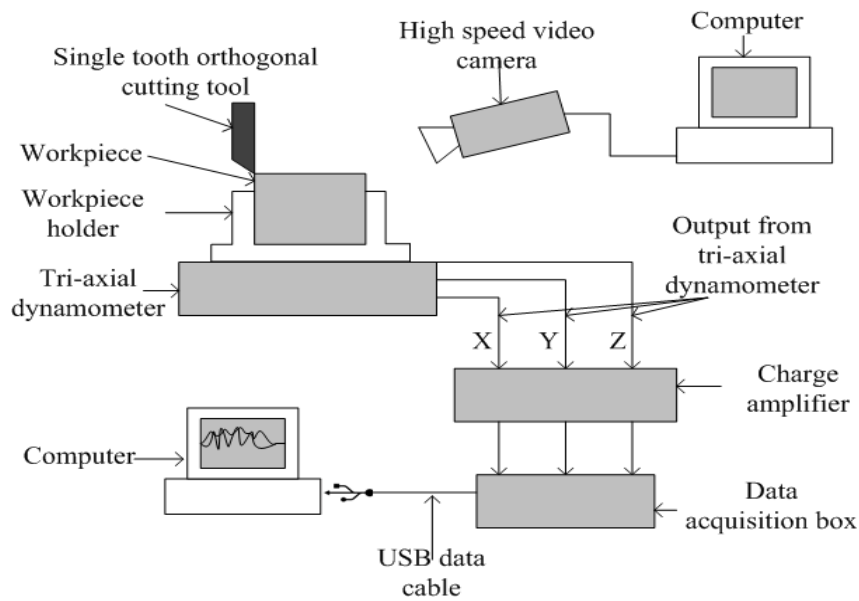 Computer
High speed video
camera
Single tooth orthogonal
cutting tool
Workpiece
Workpiece
holder
Output from
tri-axial
dynamometer
Tri-axial
dynamometer
X Y Z
Charge
amplifier
Computer
Data
acquisition box
USB data
cable